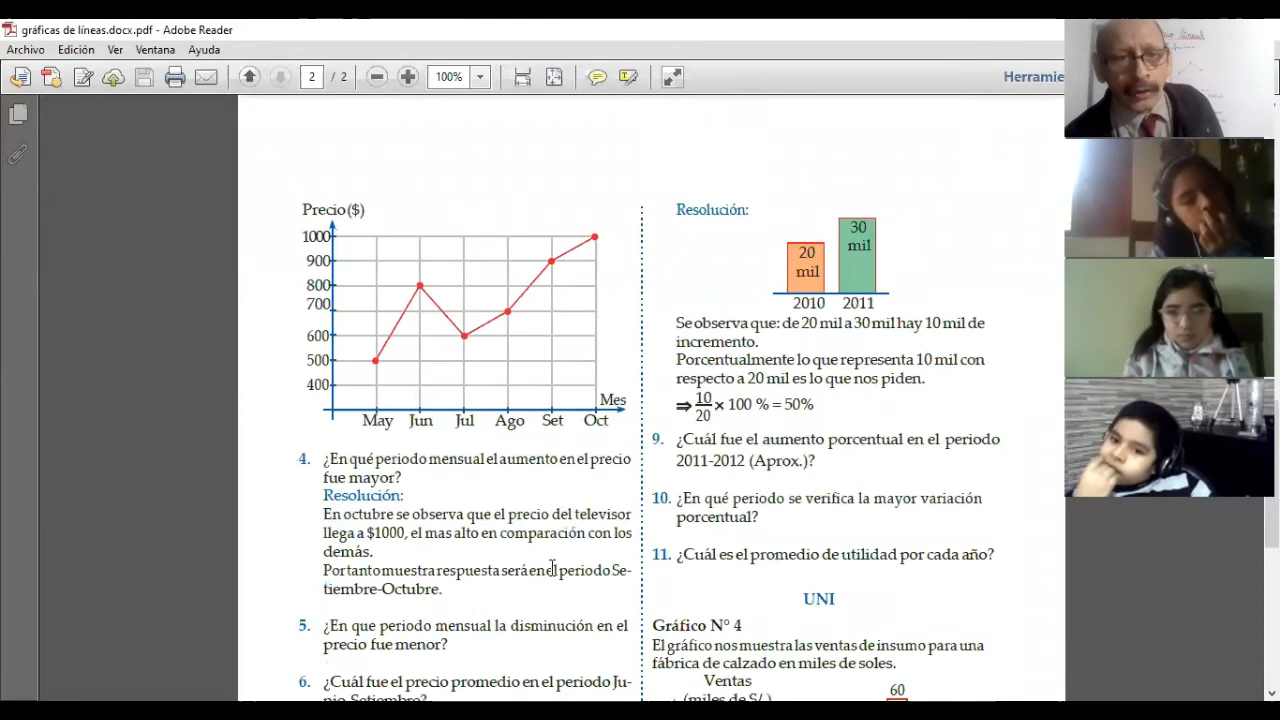 gráficas de líneas.docx.pdf - Adobe Reader
Archivo Edición Ver Ventana Ayuda
2 / 2 100% Herramie
Precio ($)
1000
900
800
700
600
500
400
Mes
May Jun Jul Ago Set Oct
4. ¿En qué periodo mensual el aumento en el precio
fue mayor?
Resolución:
En octubre se observa que el precio del televisor
llega a $1000, el mas alto en comparación con los
demás.
Por tanto muestra respuesta será en el periodo Se-
tiembre-Octubre.
5. ¿En que periodo mensual la disminución en el
precio fue menor?
6. ¿Cuál fue el precio promedio en el periodo Ju-
nio-Setiembre?
Resolución:
20
mil
30
mil
2010 2011
Se observa que: de 20 mil a 30 mil hay 10 mil de
incremento.
Porcentualmente lo que representa 10 mil con
respecto a 20 mil es lo que nos piden.
⇒ 10/20 × 100 % = 50%
9. ¿Cuál fue el aumento porcentual en el periodo
2011-2012 (Aprox.)?
10. ¿En qué periodo se verifica la mayor variación
porcentual?
11. ¿Cuál es el promedio de utilidad por cada año?
UNI
Gráfico N° 4
El gráfico nos muestra las ventas de insumo para una
fábrica de calzado en miles de soles.
Ventas
(miles de S/.)
60